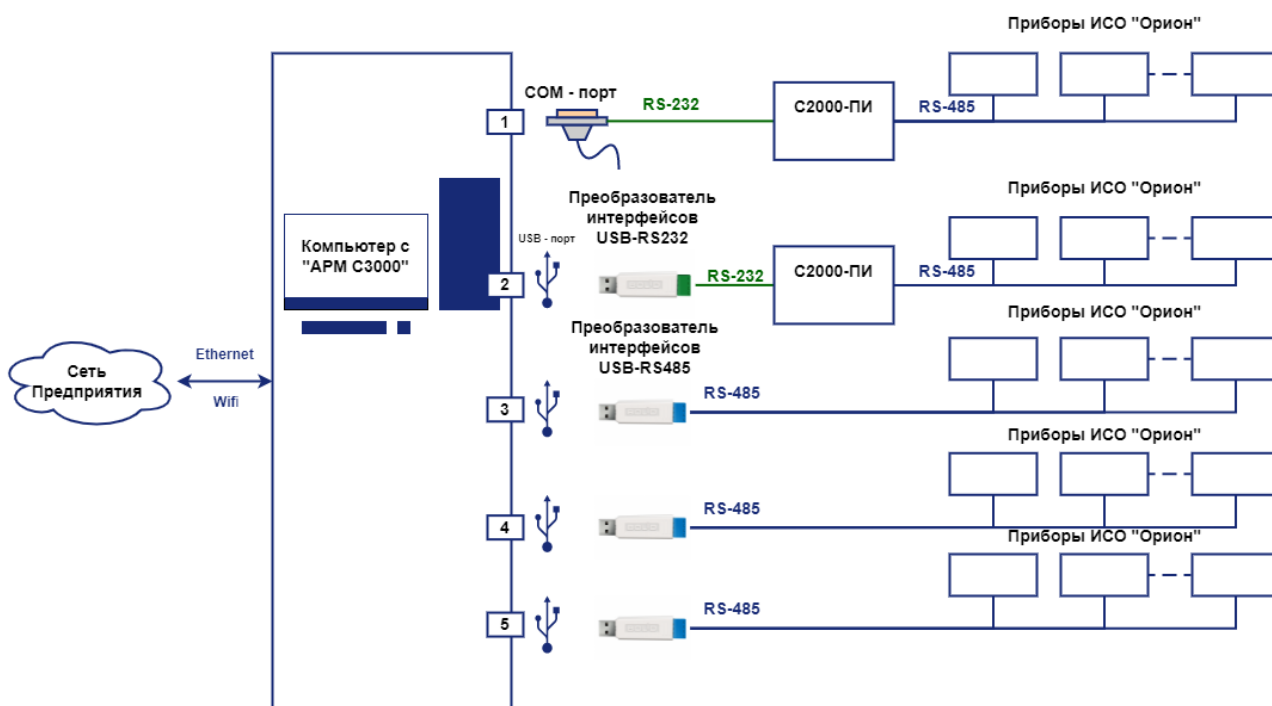 Приборы ИСО "Орион"
COM - порт
1
RS-232
С2000-ПИ
RS-485
Приборы ИСО "Орион"
Преобразователь
интерфейсов
USB-RS232
USB - порт
Компьютер с
"АРМ С3000"
2
RS-232
С2000-ПИ
RS-485
Приборы ИСО "Орион"
Преобразователь
интерфейсов
USB-RS485
Сеть
Предприятия
Ethernet
Wifi
3
RS-485
Приборы ИСО "Орион"
4
RS-485
Приборы ИСО "Орион"
5
RS-485